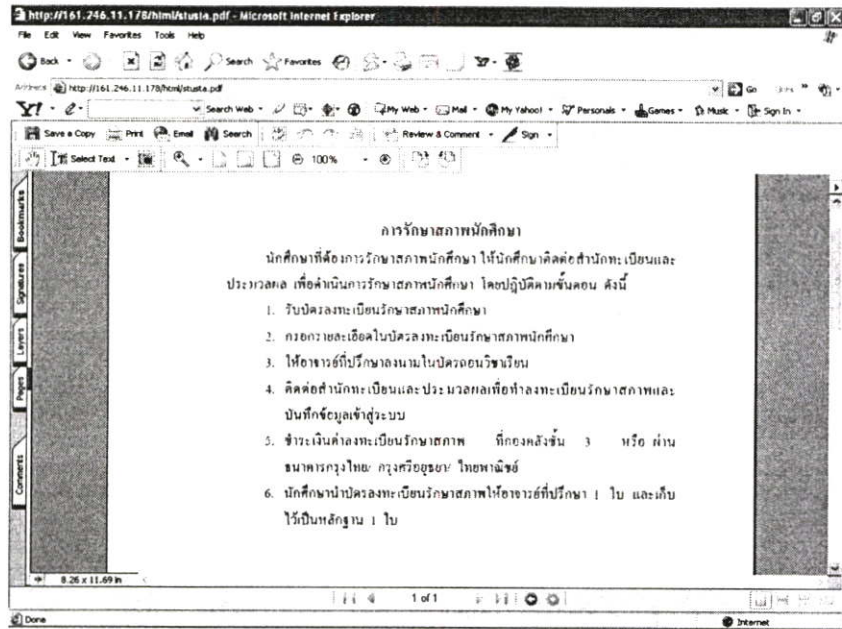 http://161.246.11.178/html/stusta.pdf - Microsoft Internet Explorer
File Edit View Favorites Tools Help
Back Search Favorites
Address http://161.246.11.178/html/stusta.pdf Go Links »
Y! Search Web My Web Mail My Yahoo! Personals Games Music Sign In
Save a Copy Print Email Search Review & Comment Sign
Select Text 100%
Bookmarks
Signatures
Layers
Pages
Comments
การรักษาสภาพนักศึกษา
นักศึกษาที่ต้องการรักษาสภาพนักศึกษา ให้นักศึกษาติดต่อสำนักทะเบียนและ
ประมวลผล เพื่อดำเนินการรักษาสภาพนักศึกษา โดยปฏิบัติตามขั้นตอน ดังนี้
1. รับบัตรลงทะเบียนรักษาสภาพนักศึกษา
2. กรอกรายละเอียดในบัตรลงทะเบียนรักษาสภาพนักศึกษา
3. ให้อาจารย์ที่ปรึกษาลงนามในบัตรถอนวิชาเรียน
4. ติดต่อสำนักทะเบียนและประมวลผลเพื่อทำลงทะเบียนรักษาสภาพและ
บันทึกข้อมูลเข้าสู่ระบบ
5. ชำระเงินค่าลงทะเบียนรักษาสภาพ ที่กองคลังชั้น 3 หรือ ผ่าน
ธนาคารกรุงไทย/ กรุงศรีอยุธยา/ ไทยพาณิชย์
6. นักศึกษานำบัตรลงทะเบียนรักษาสภาพให้อาจารย์ที่ปรึกษา 1 ใบ และเก็บ
ไว้เป็นหลักฐาน 1 ใบ
8.26 x 11.69 in
1 of 1
Done Internet